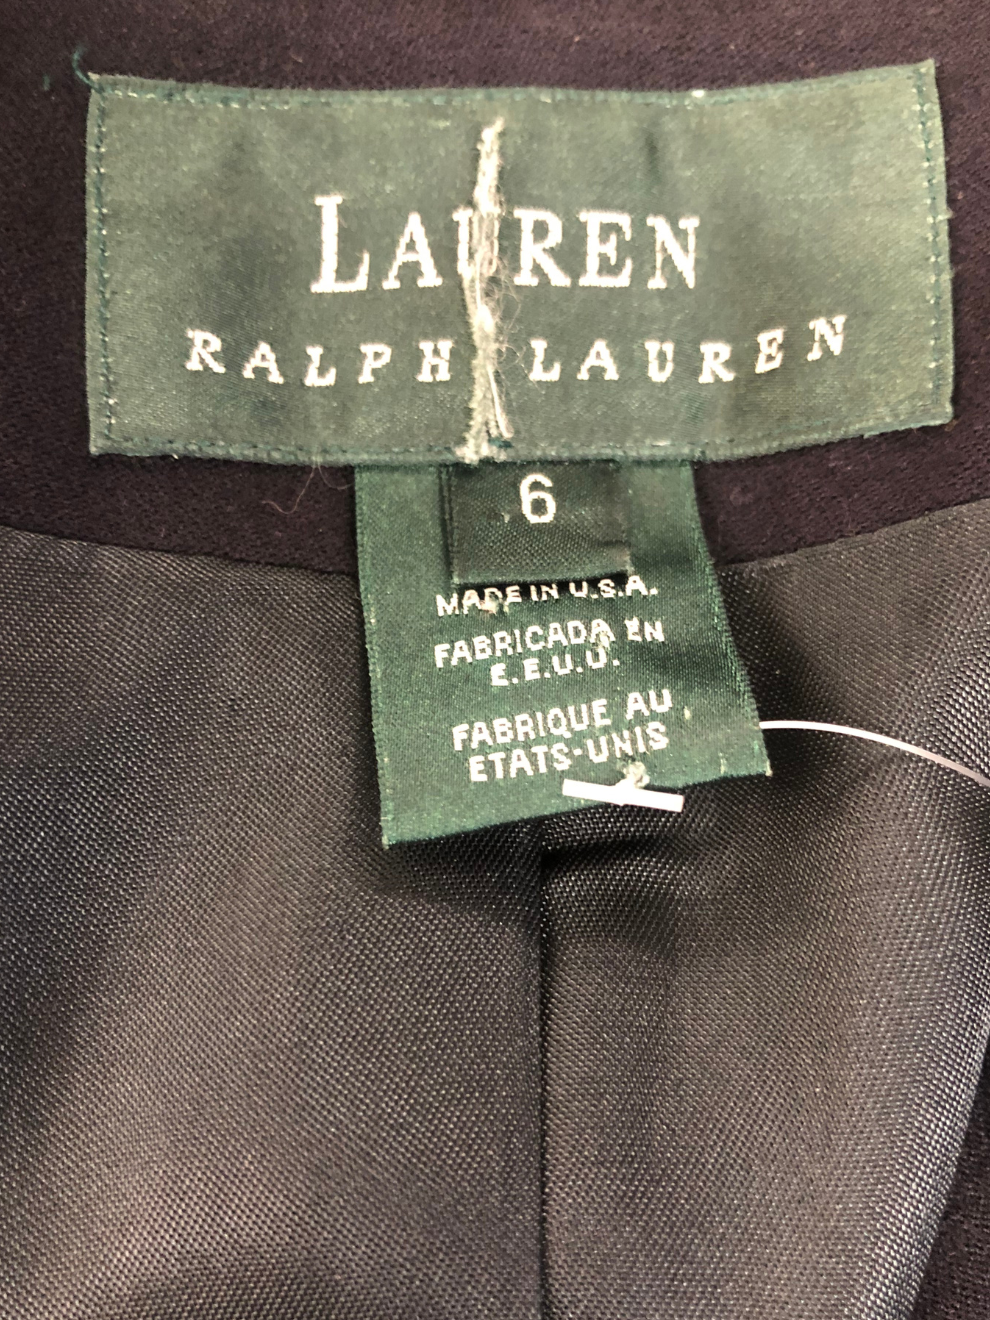 LAUREN
RALPH LAUREN
6
MADE IN U.S.A.
FABRICADA EN
E.E.U.U.
FABRIQUE AU
ETATS-UNIS